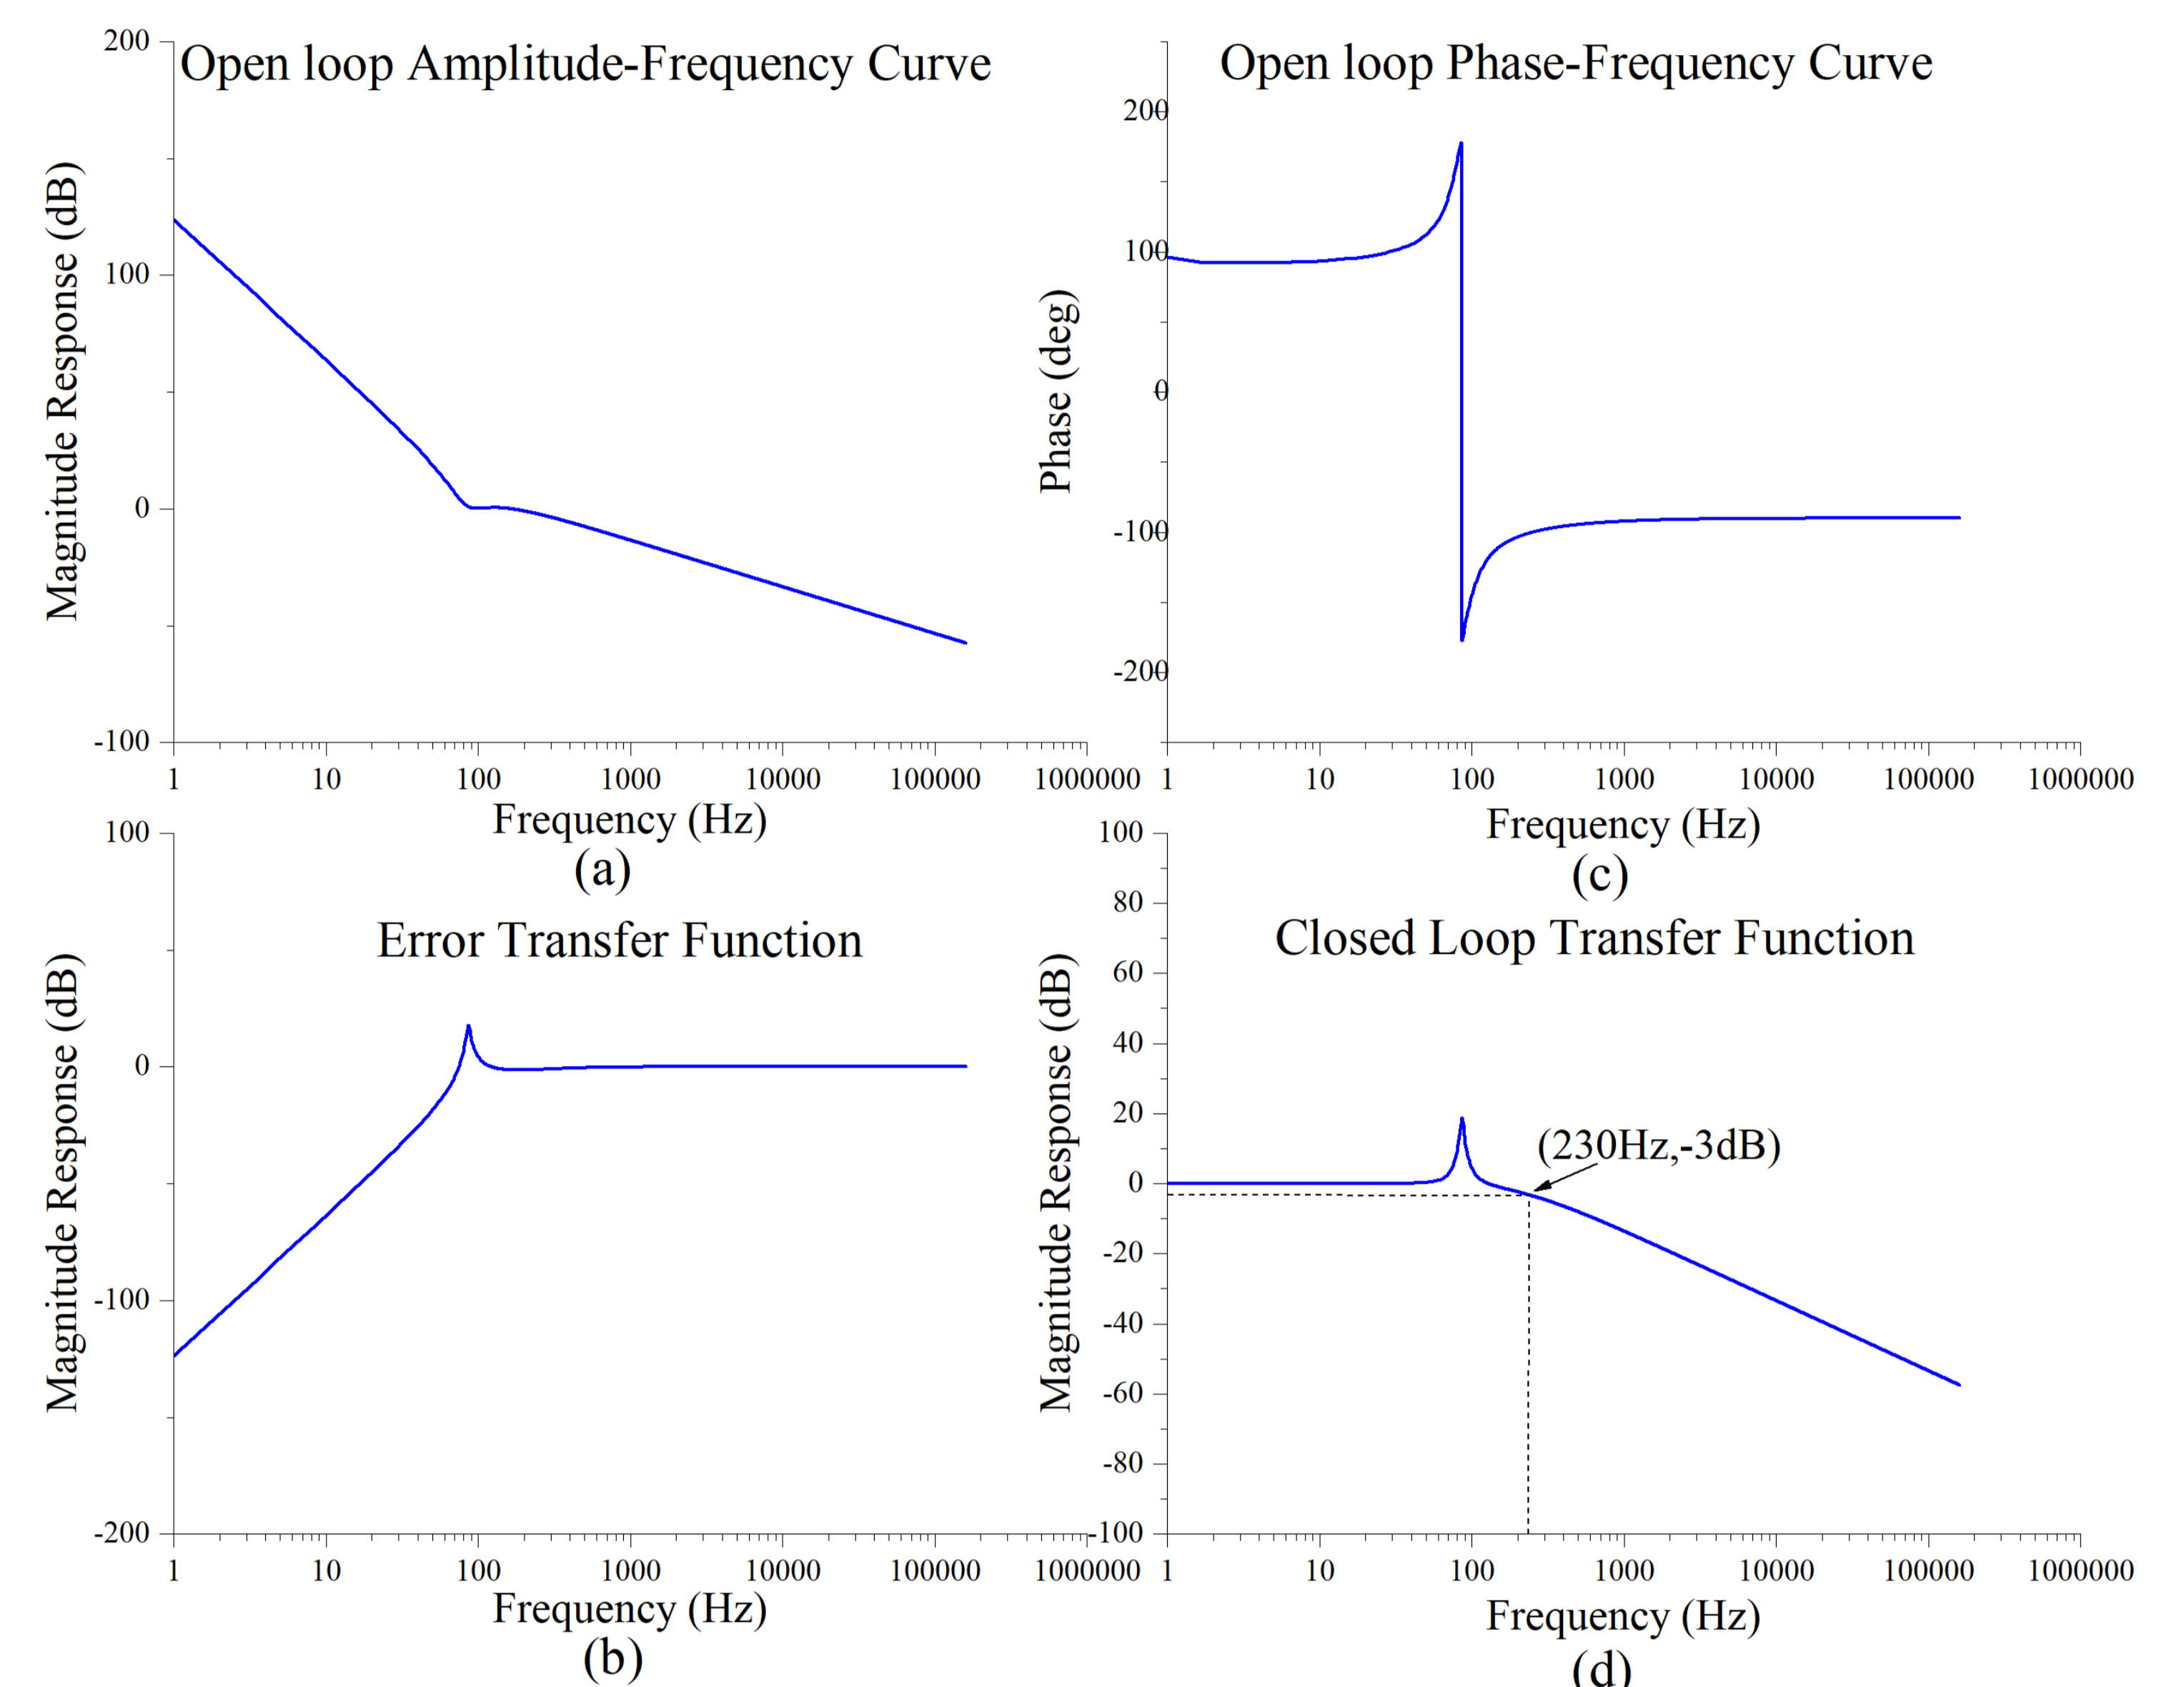 Open loop Amplitude-Frequency Curve
Magnitude Response (dB)
200
100
0
-100
1 10 100 1000 10000 100000 1000000
Frequency (Hz)
(a)
Open loop Phase-Frequency Curve
Phase (deg)
200
100
0
-100
-200
1 10 100 1000 10000 100000 1000000
Frequency (Hz)
(c)
Error Transfer Function
Magnitude Response (dB)
100
0
-100
-200
1 10 100 1000 10000 100000 1000000
Frequency (Hz)
(b)
Closed Loop Transfer Function
Magnitude Response (dB)
100
80
60
40
20
0
-20
-40
-60
-80
-100
(230Hz,-3dB)
1 10 100 1000 10000 100000 1000000
Frequency (Hz)
(d)